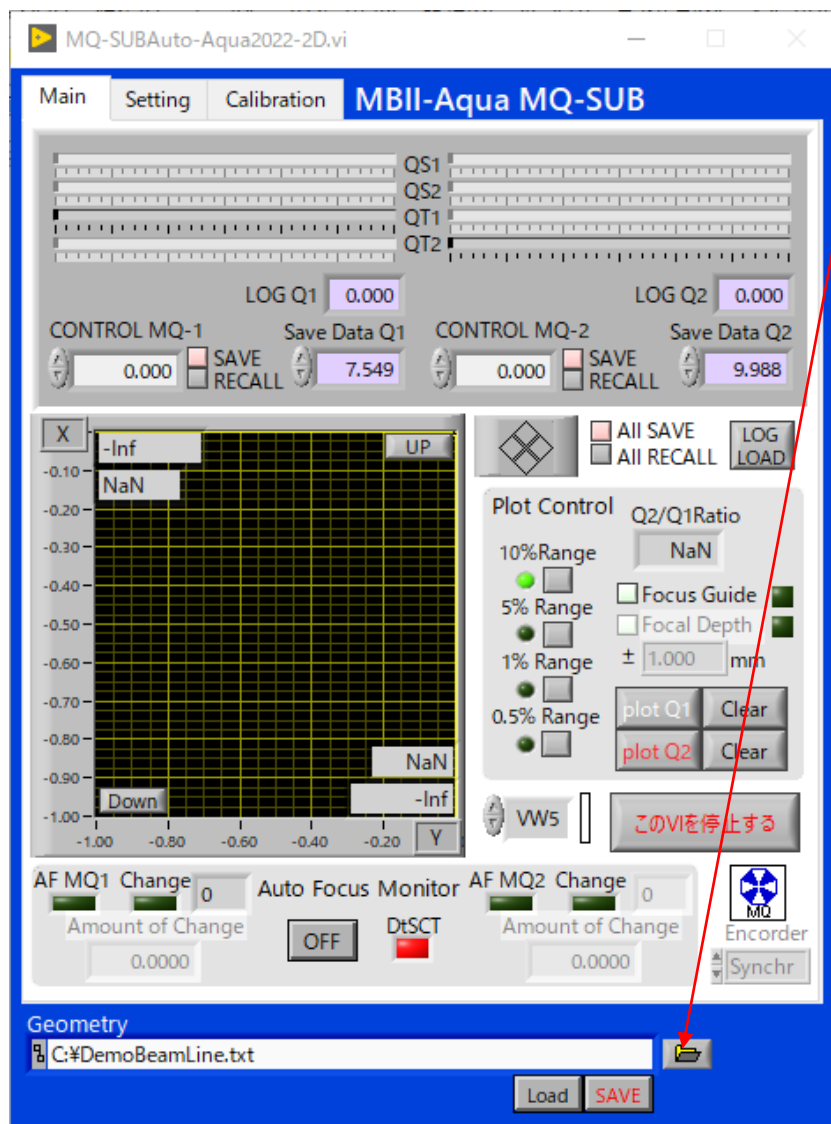 MQ-SUBAuto-Aqua2022-2D.vi
Main Setting Calibration MBII-Aqua MQ-SUB
QS1
QS2
QT1
QT2
LOG Q1 0.000 LOG Q2 0.000
CONTROL MQ-1 Save Data Q1 CONTROL MQ-2 Save Data Q2
0.000 SAVE RECALL 7.549 0.000 SAVE RECALL 9.988
X -Inf UP
NaN
-0.10
-0.20
-0.30
-0.40
-0.50
-0.60
-0.70
-0.80
-0.90
-1.00
NaN
Down -Inf
-1.00 -0.80 -0.60 -0.40 -0.20 Y
All SAVE
All RECALL
LOG
LOAD
Plot Control Q2/Q1Ratio
NaN
10%Range
Focus Guide
5% Range
Focal Depth
1% Range ± 1.000 mm
0.5% Range
plot Q1 Clear
plot Q2 Clear
VW5 このVIを停止する
AF MQ1 Change 0 Auto Focus Monitor AF MQ2 Change 0
MQ
Amount of Change OFF DtSCT Amount of Change Encorder
0.0000 0.0000 Synchr
Geometry
C:¥DemoBeamLine.txt
Load SAVE